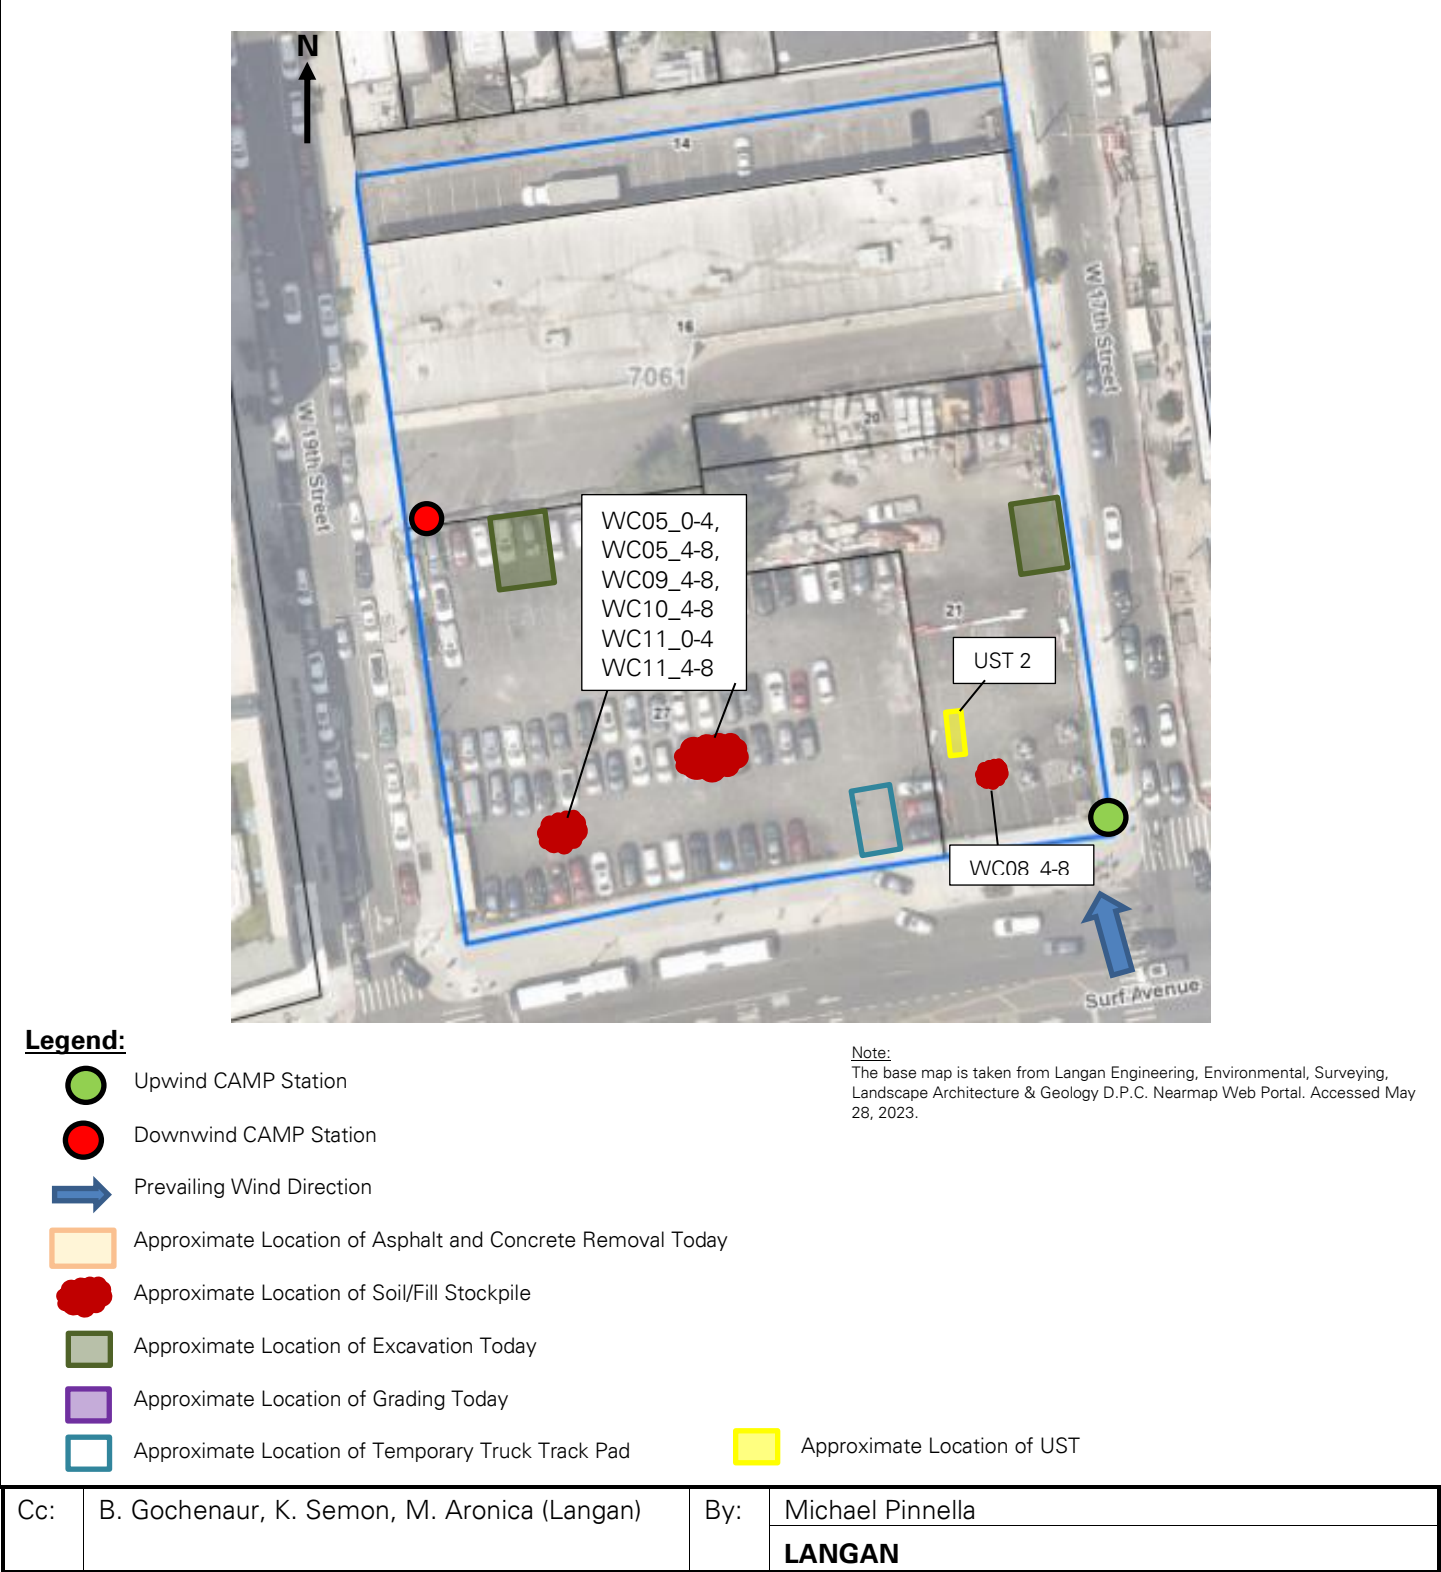 N
14
16
7061
20
W 17th Street
W 19th Street
WC05_0-4,
WC05_4-8,
WC09_4-8,
WC10_4-8
WC11_0-4
WC11_4-8
21
UST 2
27
WC08_4-8
Surf Avenue
Legend:
Upwind CAMP Station
Downwind CAMP Station
Prevailing Wind Direction
Approximate Location of Asphalt and Concrete Removal Today
Approximate Location of Soil/Fill Stockpile
Approximate Location of Excavation Today
Approximate Location of Grading Today
Approximate Location of Temporary Truck Track Pad
Approximate Location of UST
Note:
The base map is taken from Langan Engineering, Environmental, Surveying,
Landscape Architecture & Geology D.P.C. Nearmap Web Portal. Accessed May
28, 2023.
Cc: B. Gochenaur, K. Semon, M. Aronica (Langan) By: Michael Pinnella
LANGAN